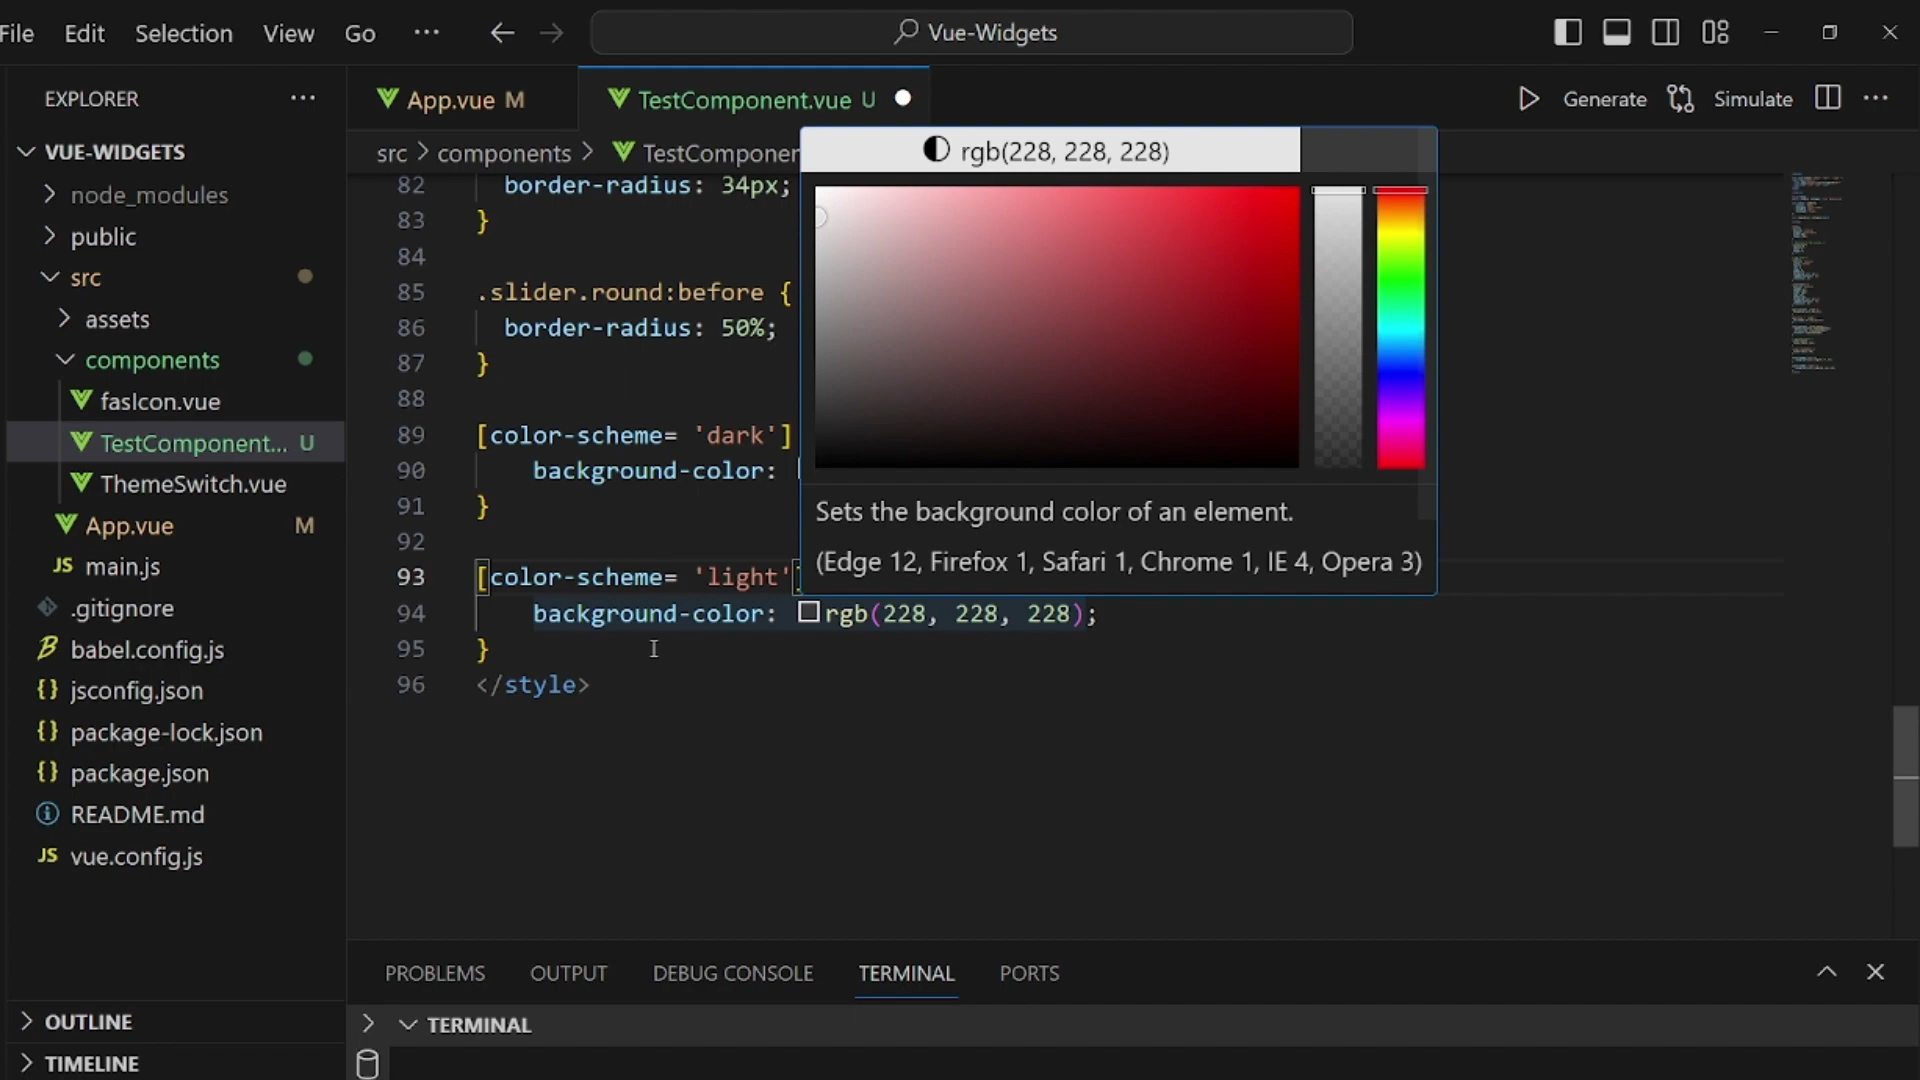 File Edit Selection View Go ··· Vue-Widgets
EXPLORER ···
App.vue M
TestComponent.vue U
Generate
Simulate
···
VUE-WIDGETS
node_modules
public
src
assets
components
fasIcon.vue
TestComponent... U
ThemeSwitch.vue
App.vue M
JS main.js
.gitignore
babel.config.js
{} jsconfig.json
{} package-lock.json
{} package.json
README.md
JS vue.config.js
OUTLINE
TIMELINE
src > components >
rgb(228, 228, 228)
82 border-radius: 34px;
83 }
84
85 .slider.round:before {
86 border-radius: 50%;
87 }
88
89 [color-scheme= 'dark']
90 background-color:
91 }
92
93 [color-scheme= 'light'
94 background-color: rgb(228, 228, 228);
95 }
96 </style>
Sets the background color of an element.
(Edge 12, Firefox 1, Safari 1, Chrome 1, IE 4, Opera 3)
PROBLEMS OUTPUT DEBUG CONSOLE TERMINAL PORTS
TERMINAL